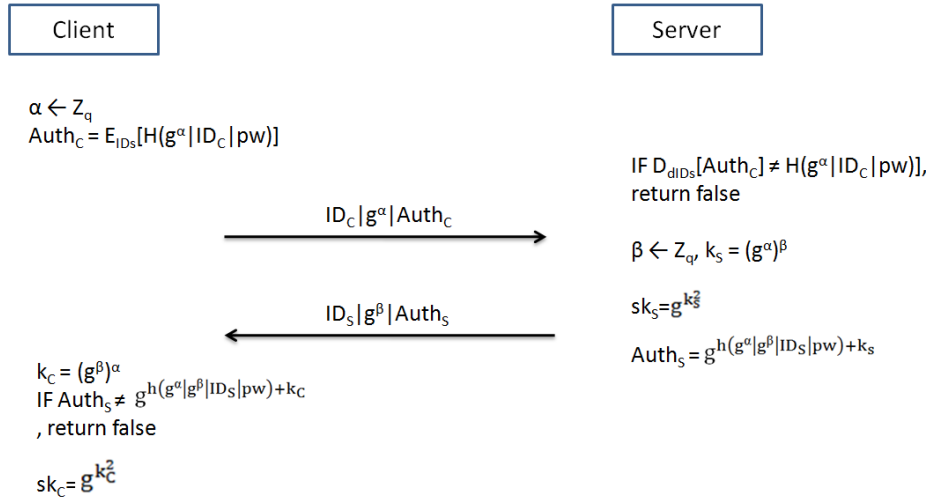 Client
Server
α ← Z_q
Auth_C = E_IDs[H(g^α|ID_C|pw)]
IF D_dIDs[Auth_C] ≠ H(g^α|ID_C|pw)],
return false
ID_C|g^α|Auth_C
β ← Z_q, k_S = (g^α)^β
sk_S=g^{k_S^2}
ID_S|g^β|Auth_S
Auth_S = g^{h(g^α|g^β|ID_S|pw)+k_s}
k_C = (g^β)^α
IF Auth_S ≠ g^{h(g^α|g^β|ID_S|pw)+k_C}
, return false
sk_C= g^{k_C^2}